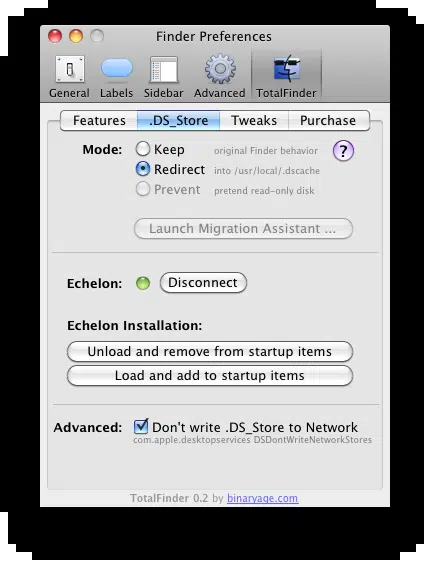 Finder Preferences
General Labels Sidebar Advanced TotalFinder
Features .DS_Store Tweaks Purchase
Mode: Keep original Finder behavior ?
Redirect into /usr/local/.dscache
Prevent pretend read-only disk
Launch Migration Assistant ...
Echelon: Disconnect
Echelon Installation:
Unload and remove from startup items
Load and add to startup items
Advanced: Don't write .DS_Store to Network
com.apple.desktopservices DSDontWriteNetworkStores
TotalFinder 0.2 by binaryage.com